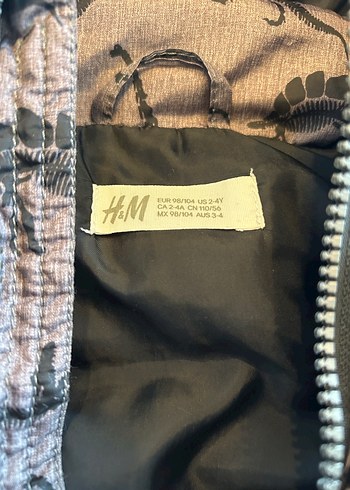 H&M
EUR 98/104 US 2-4Y
CA 2-4A CN 110/56
MX 98/104 AUS 3-4